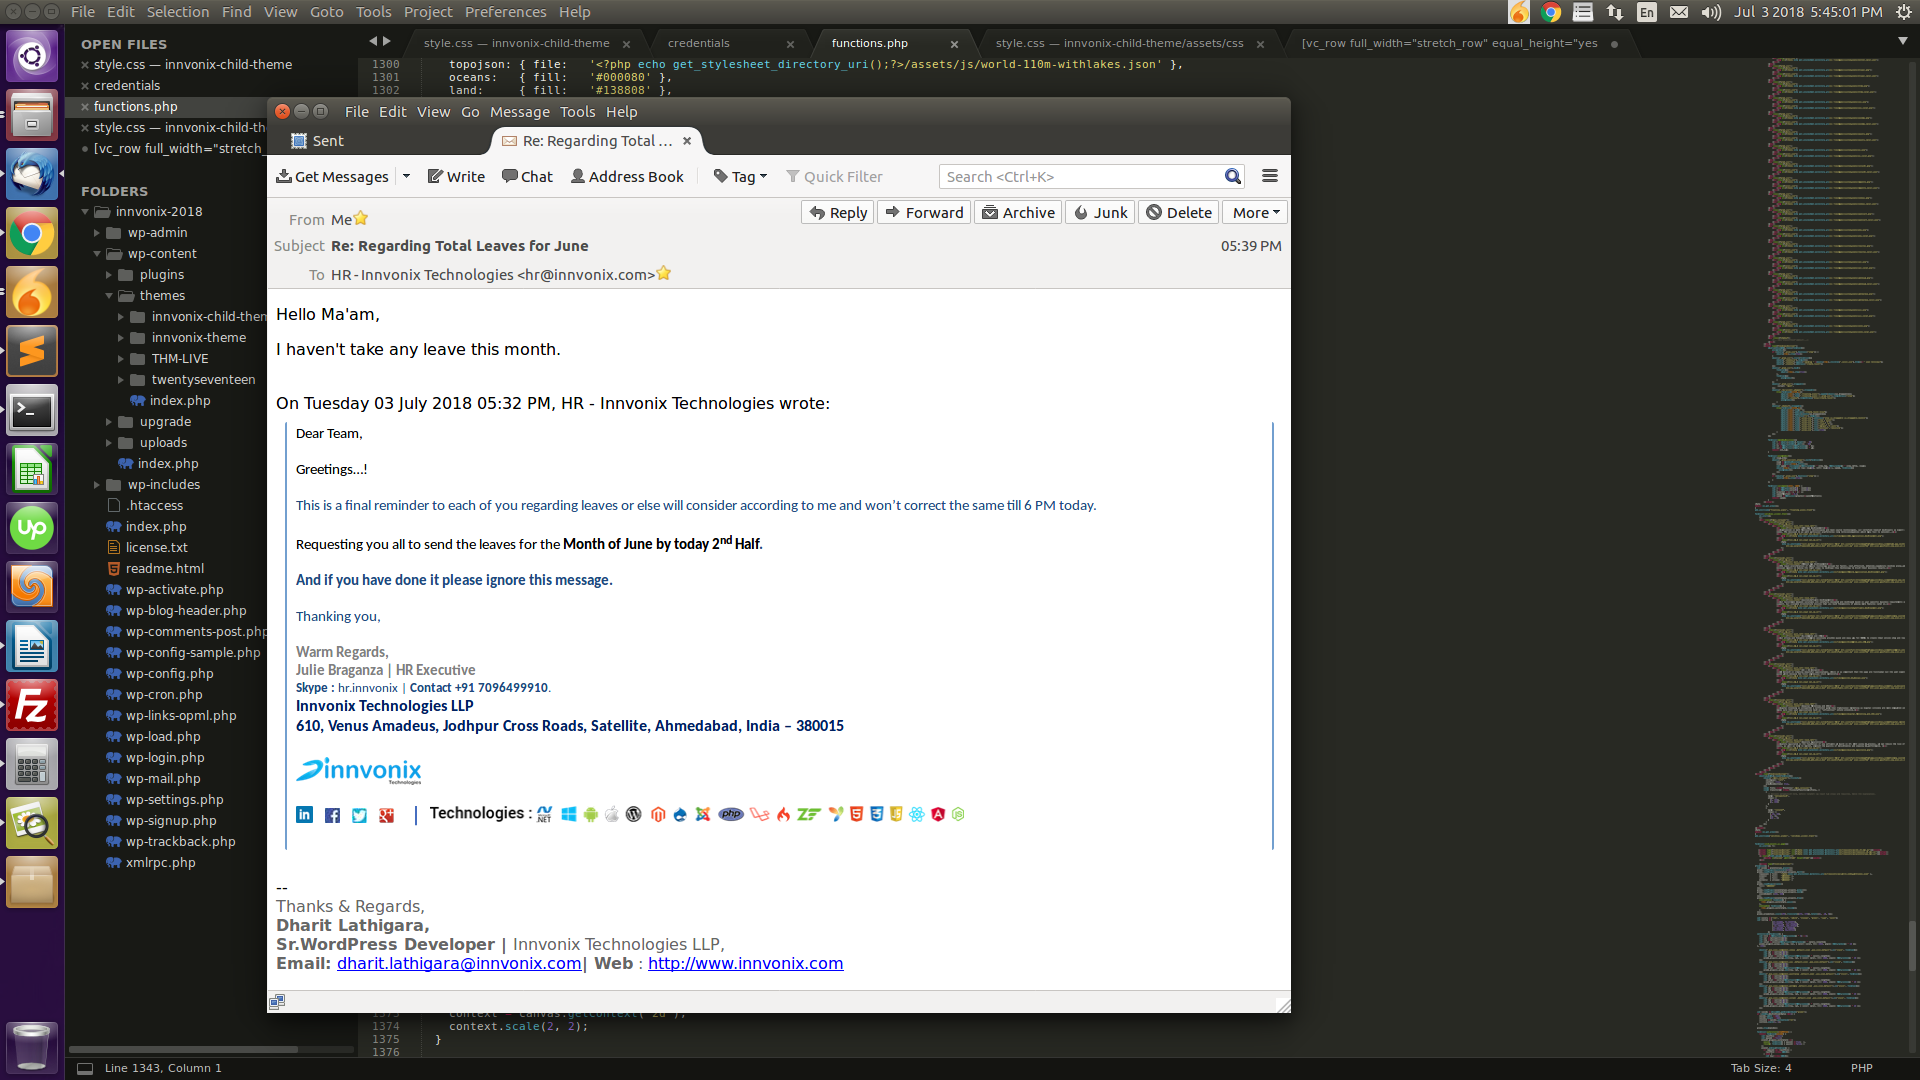 File Edit Selection Find View Goto Tools Project Preferences Help
En Jul 3 2018 5:45:01 PM
OPEN FILES
style.css — innvonix-child-theme
credentials
functions.php
style.css — innvonix-child-th
[vc_row full_width="stretch_
FOLDERS
innvonix-2018
wp-admin
wp-content
plugins
themes
innvonix-child-then
innvonix-theme
THM-LIVE
twentyseventeen
index.php
upgrade
uploads
index.php
wp-includes
.htaccess
index.php
license.txt
readme.html
wp-activate.php
wp-blog-header.php
wp-comments-post.php
wp-config-sample.php
wp-config.php
wp-cron.php
wp-links-opml.php
wp-load.php
wp-login.php
wp-mail.php
wp-settings.php
wp-signup.php
wp-trackback.php
xmlrpc.php
style.css — innvonix-child-theme
credentials
functions.php
style.css — innvonix-child-theme/assets/css
[vc_row full_width="stretch_row" equal_height="yes
1300 topojson: { file: '<?php echo get_stylesheet_directory_uri();?>/assets/js/world-110m-withlakes.json' },
1301 oceans: { fill: '#000080' },
1302 land: { fill: '#138808' },
File Edit View Go Message Tools Help
Sent
Re: Regarding Total ...
Get Messages Write Chat Address Book Tag Quick Filter Search <Ctrl+K>
From Me
Reply Forward Archive Junk Delete More
Subject Re: Regarding Total Leaves for June 05:39 PM
To HR-Innvonix Technologies <hr@innvonix.com>
Hello Ma'am,
I haven't take any leave this month.
On Tuesday 03 July 2018 05:32 PM, HR - Innvonix Technologies wrote:
Dear Team,
Greetings...!
This is a final reminder to each of you regarding leaves or else will consider according to me and won’t correct the same till 6 PM today.
Requesting you all to send the leaves for the Month of June by today 2nd Half.
And if you have done it please ignore this message.
Thanking you,
Warm Regards,
Julie Braganza | HR Executive
Skype : hr.innvonix | Contact +91 7096499910.
Innvonix Technologies LLP
610, Venus Amadeus, Jodhpur Cross Roads, Satellite, Ahmedabad, India – 380015
innvonix
Technologies
| Technologies : .NET php
--
Thanks & Regards,
Dharit Lathigara,
Sr.WordPress Developer | Innvonix Technologies LLP,
Email: dharit.lathigara@innvonix.com| Web : http://www.innvonix.com
1373 context = canvas.getContext("2d");
1374 context.scale(2, 2);
1375 }
1376
Line 1343, Column 1
Tab Size: 4 PHP